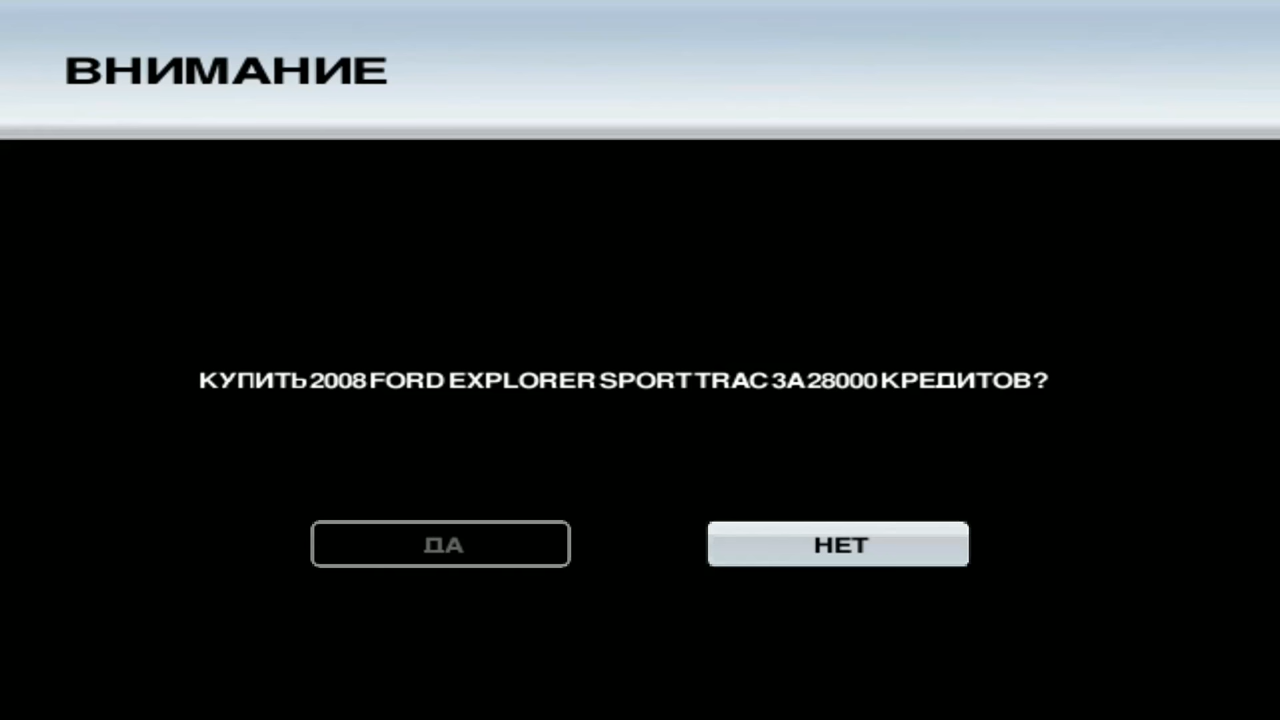 ВНИМАНИЕ
КУПИТЬ 2008 FORD EXPLORER SPORT TRAC ЗА 28000 КРЕДИТОВ?
ДА
НЕТ